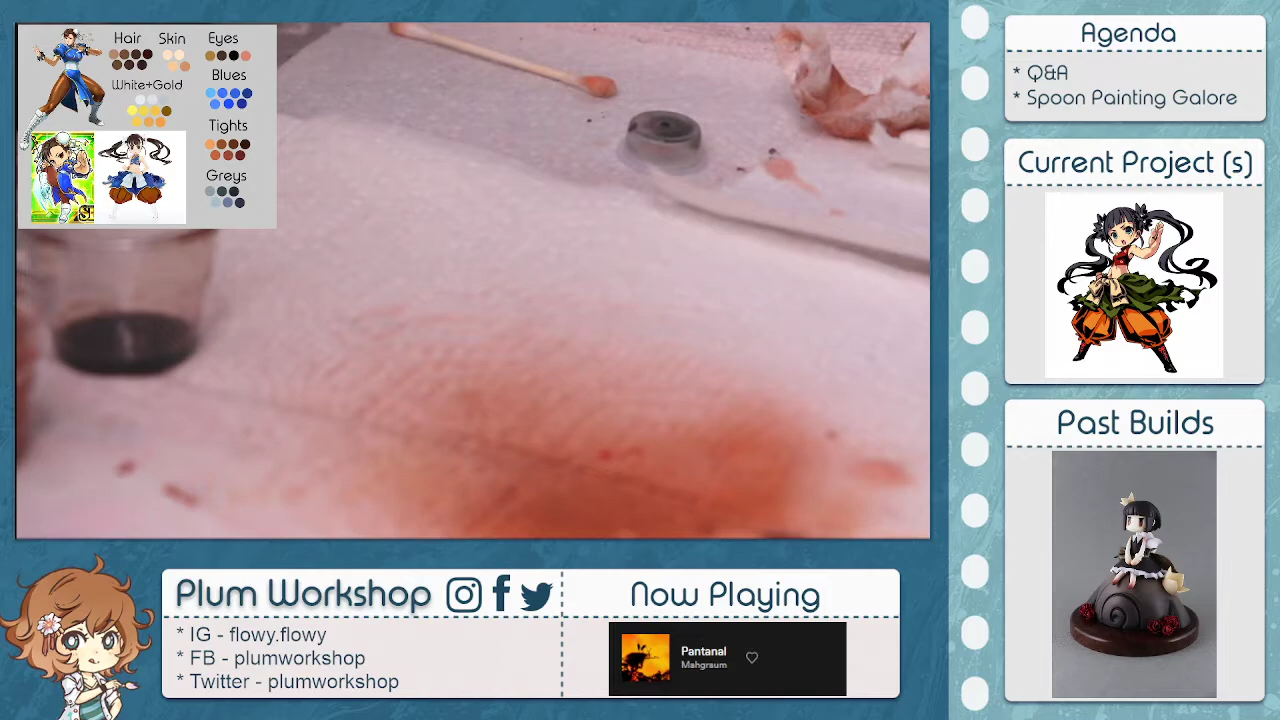 Hair Skin Eyes
White+Gold
Blues
Tights
Greys
Agenda
* Q&A
* Spoon Painting Galore
Current Project (s)
Past Builds
Plum Workshop
* IG - flowy.flowy
* FB - plumworkshop
* Twitter - plumworkshop
Now Playing
Pantanal
Mahgraum